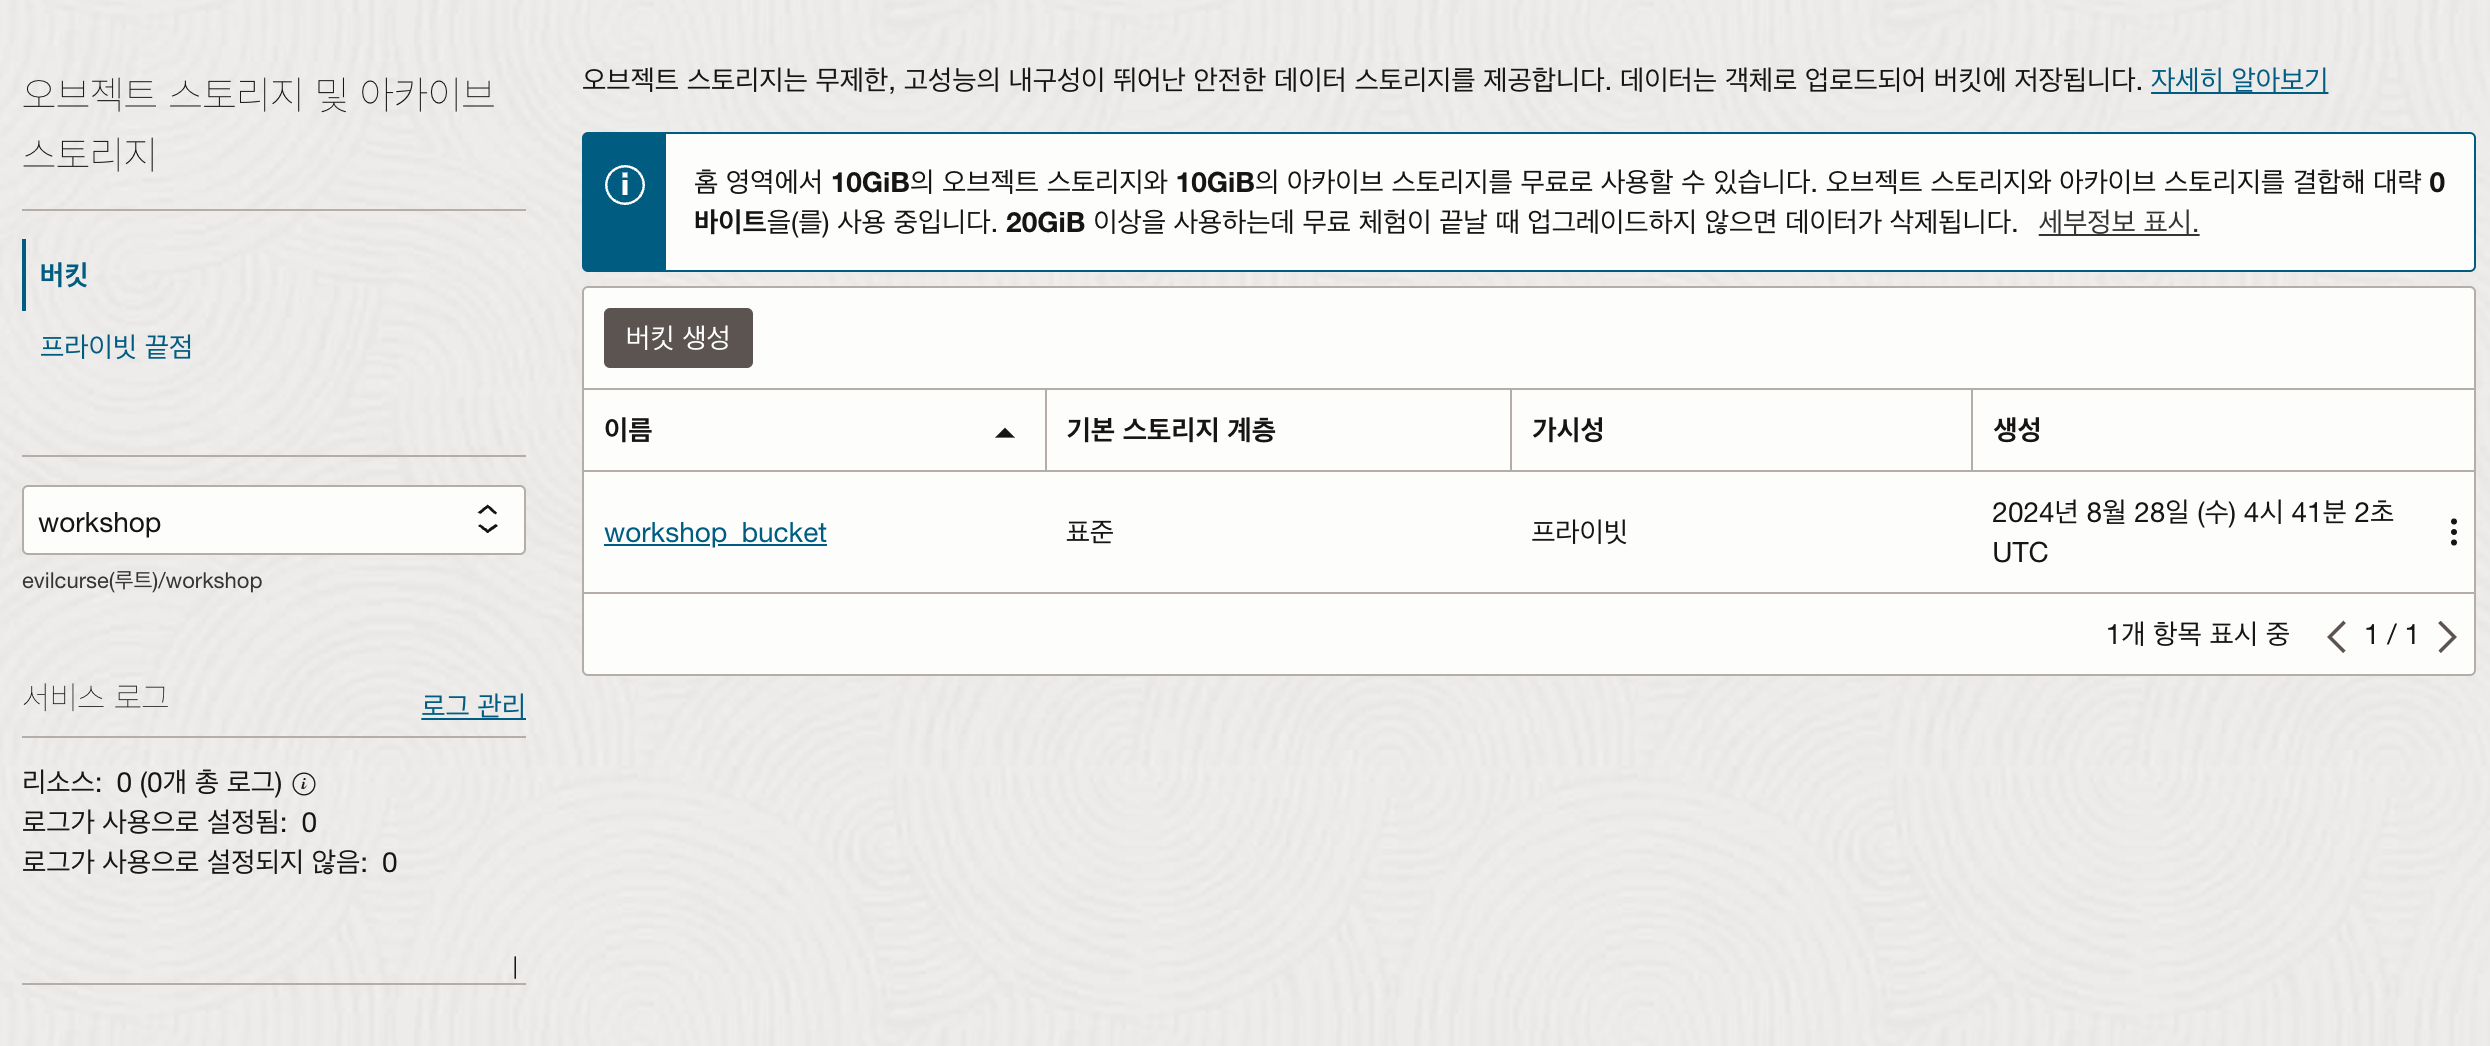 오브젝트 스토리지 및 아카이브
스토리지
버킷
프라이빗 끝점
workshop
evilcurse(루트)/workshop
서비스 로그
로그 관리
리소스: 0 (0개 총 로그)
로그가 사용으로 설정됨: 0
로그가 사용으로 설정되지 않음: 0
오브젝트 스토리지는 무제한, 고성능의 내구성이 뛰어난 안전한 데이터 스토리지를 제공합니다. 데이터는 객체로 업로드되어 버킷에 저장됩니다. 자세히 알아보기
홈 영역에서 10GiB의 오브젝트 스토리지와 10GiB의 아카이브 스토리지를 무료로 사용할 수 있습니다. 오브젝트 스토리지와 아카이브 스토리지를 결합해 대략 0
바이트을(를) 사용 중입니다. 20GiB 이상을 사용하는데 무료 체험이 끝날 때 업그레이드하지 않으면 데이터가 삭제됩니다. 세부정보 표시.
버킷 생성
이름 기본 스토리지 계층 가시성 생성
workshop_bucket 표준 프라이빗 2024년 8월 28일 (수) 4시 41분 2초
UTC
1개 항목 표시 중 1 / 1